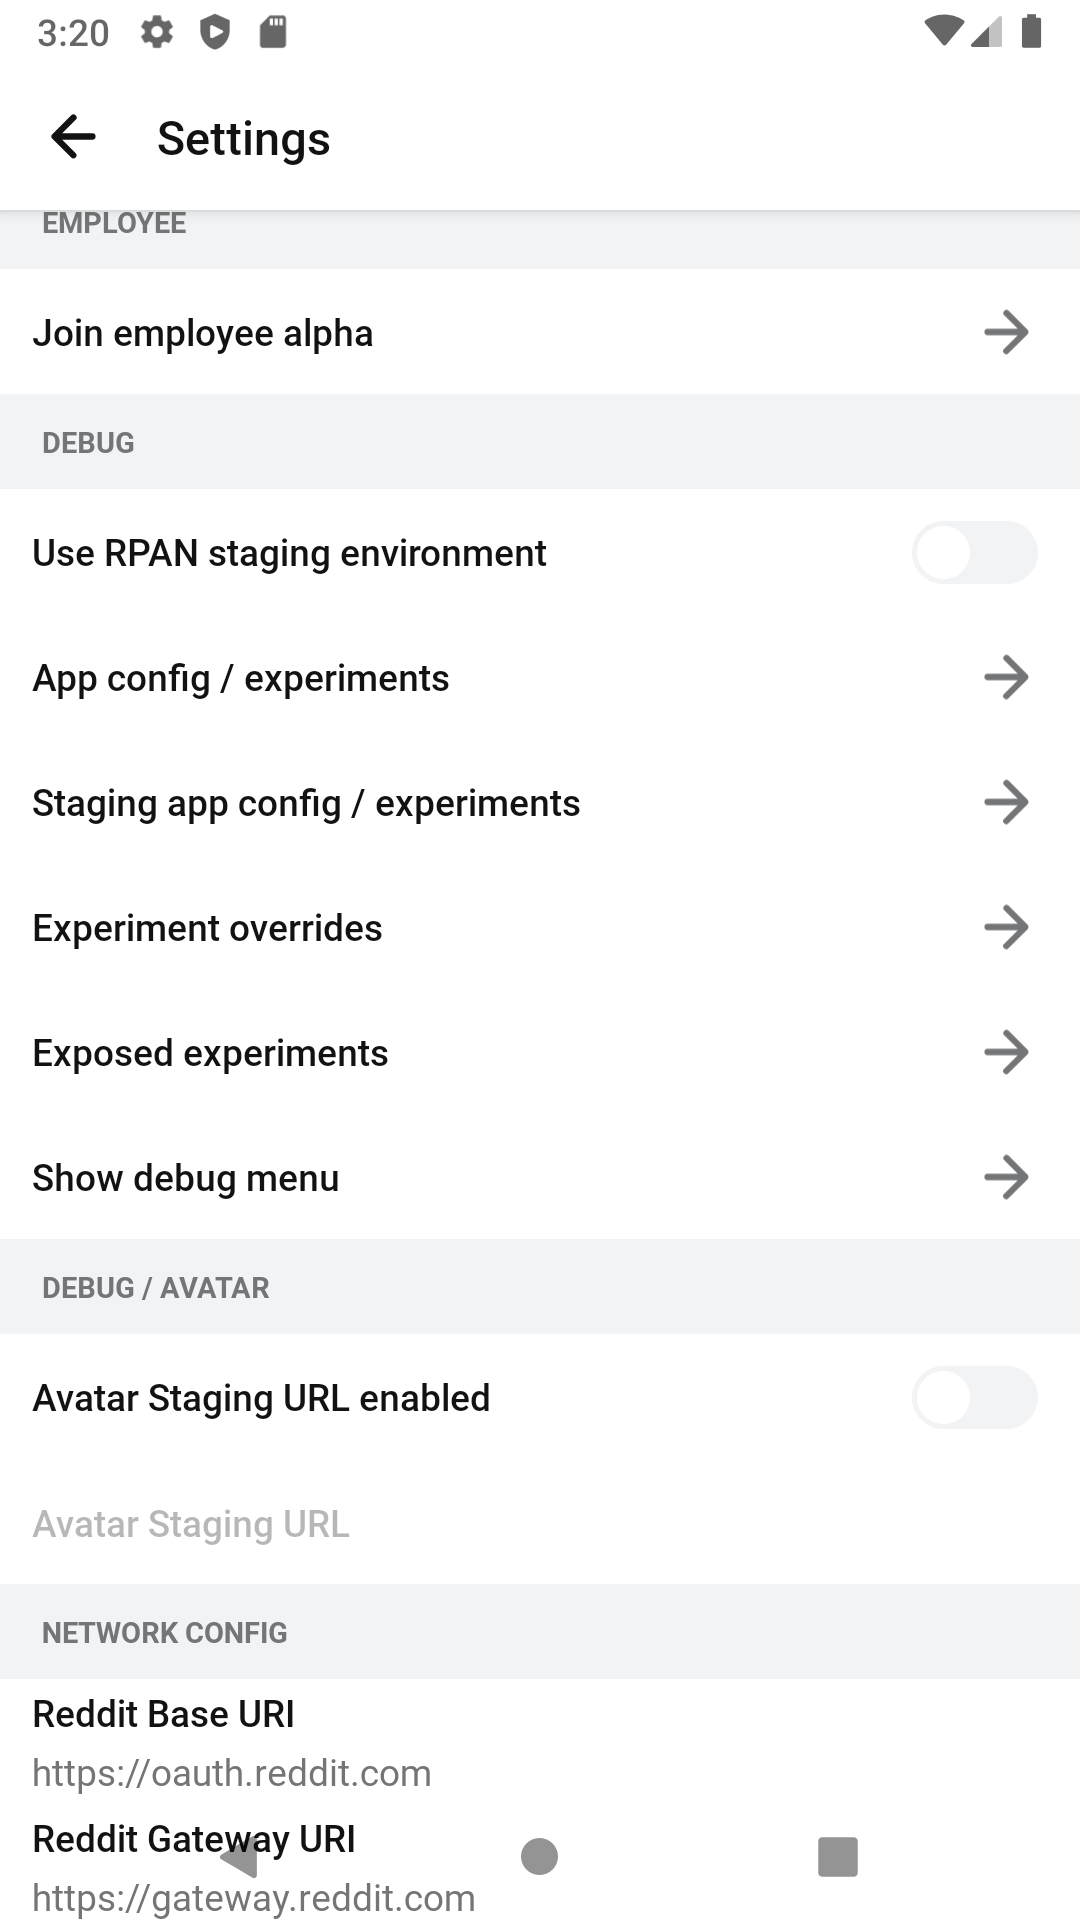 3:20
Settings
EMPLOYEE
Join employee alpha
DEBUG
Use RPAN staging environment
App config / experiments
Staging app config / experiments
Experiment overrides
Exposed experiments
Show debug menu
DEBUG / AVATAR
Avatar Staging URL enabled
Avatar Staging URL
NETWORK CONFIG
Reddit Base URI
https://oauth.reddit.com
Reddit Gateway URI
https://gateway.reddit.com